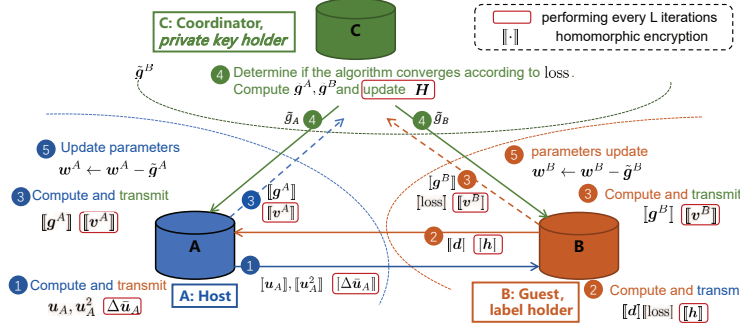 C: Coordinator,
private key holder
C
performing every L iterations
⟦·⟧ homomorphic encryption
g̃^B
4 Determine if the algorithm converges according to loss.
Compute g̃^A, g̃^B and update H
g̃_A 4
4 g̃_B
5 Update parameters
w^A ← w^A − g̃^A
5 parameters update
w^B ← w^B − g̃^B
3 Compute and transmit
⟦g^A⟧ ⟦v^A⟧
3 ⟦g^A⟧
⟦v^A⟧
⟦g^B⟧ 3
⟦loss⟧ ⟦v^B⟧
3 Compute and transmit
⟦g^B⟧ ⟦v^B⟧
A
B
2 ⟦d⟧ ⟦h⟧
1 ⟦u_A⟧, ⟦u_A^2⟧ ⟦Δū_A⟧
1 Compute and transmit
u_A, u_A^2 Δū_A
A: Host
B: Guest,
label holder
2 Compute and transmi
⟦d⟧ ⟦loss⟧ ⟦h⟧